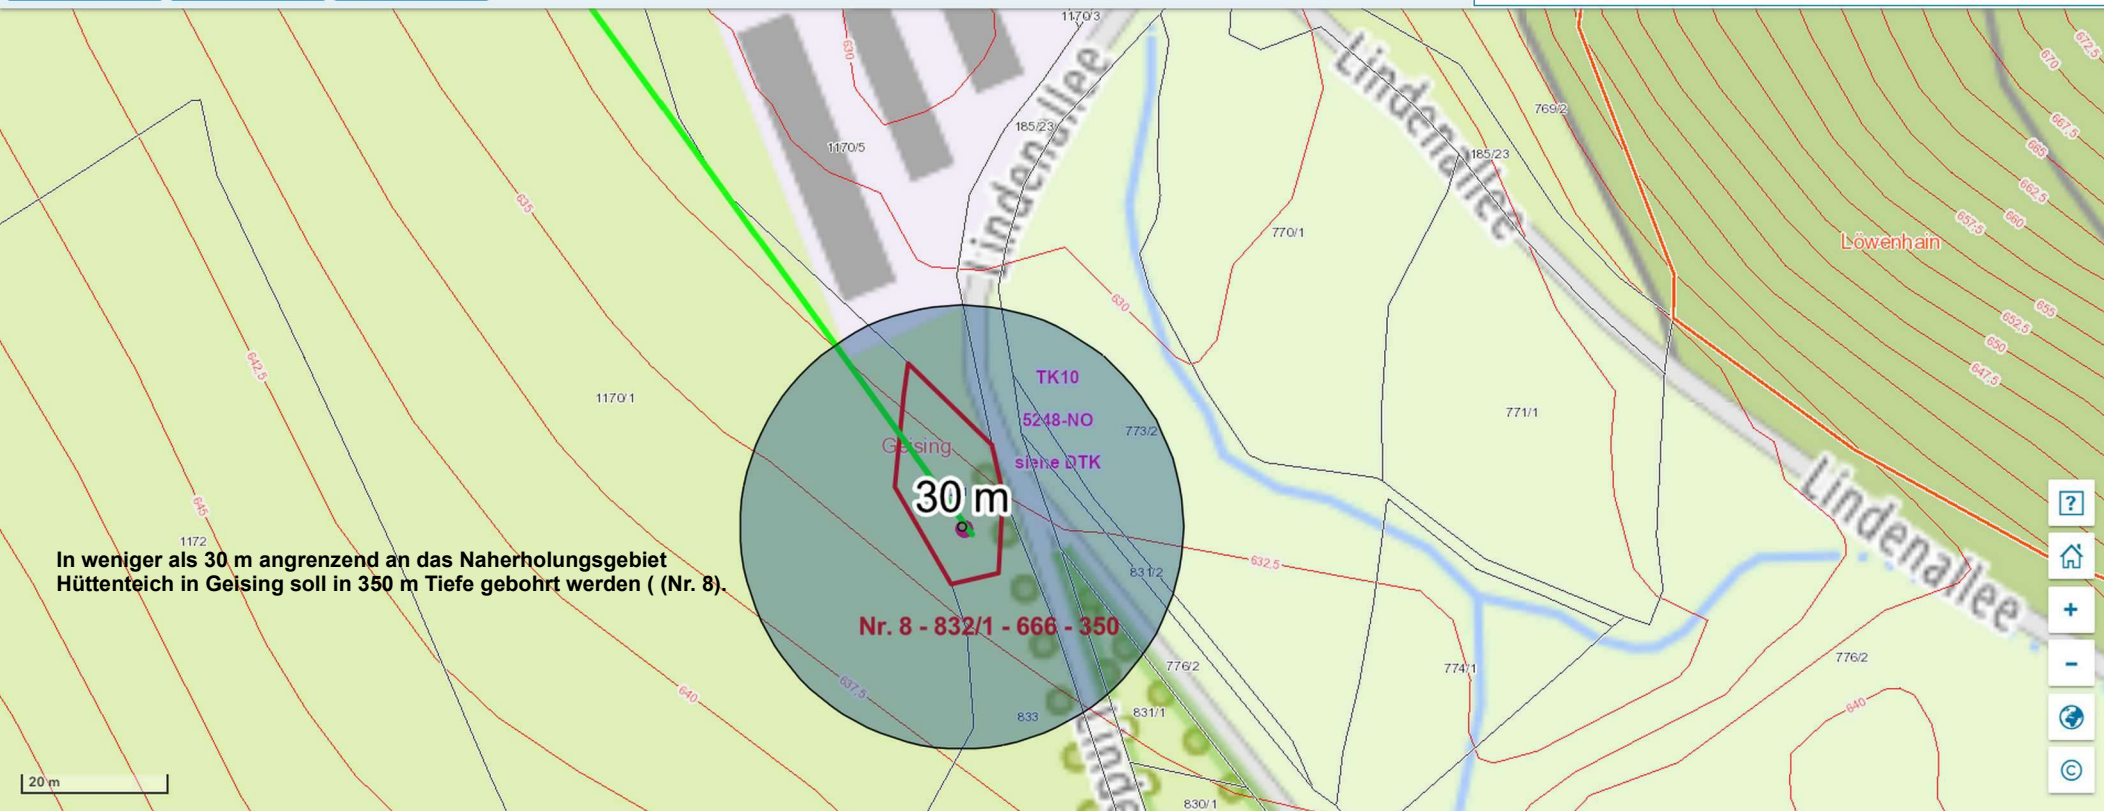 1170/3
672,5
670
630
Lindenallee
Lindenallee
769/2
667,5
185/23
1170/5
185/23
665
662,5
635
660
657,5
770/1
Löwenhain
630
655
652,5
650
642,5
647,5
TK10
1170/1
771/1
5248-NO
773/2
Geising
siehe DTK
30 m
645
Lindenallee
1172
In weniger als 30 m angrenzend an das Naherholungsgebiet
Hüttenteich in Geising soll in 350 m Tiefe gebohrt werden ( (Nr. 8).
632,5
831/2
Nr. 8 - 832/1 - 666 - 350
776/2
774/1
776/2
637,5
640
833
831/1
640
Linde
20 m
830/1
?
+
-
©